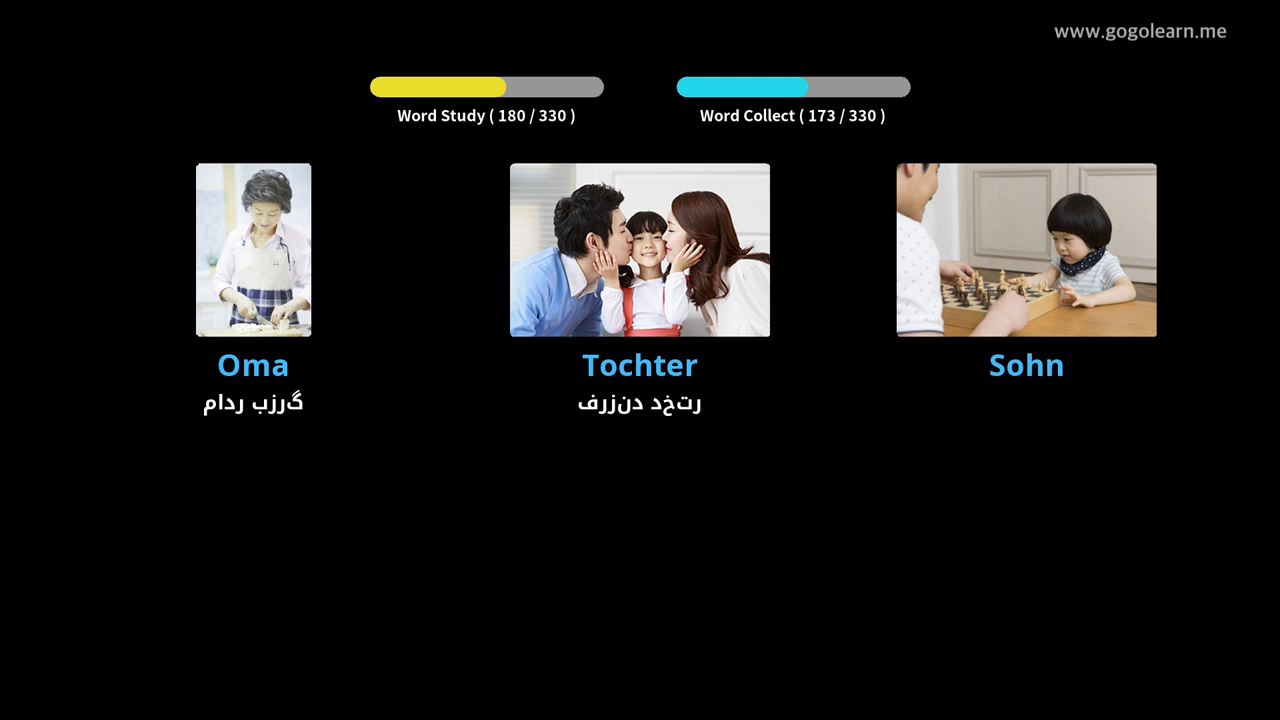 www.gogolearn.me
Word Study ( 180 / 330 )
Word Collect ( 173 / 330 )
Oma
Tochter
Sohn
گرزب ردام
رتخد دنزرف